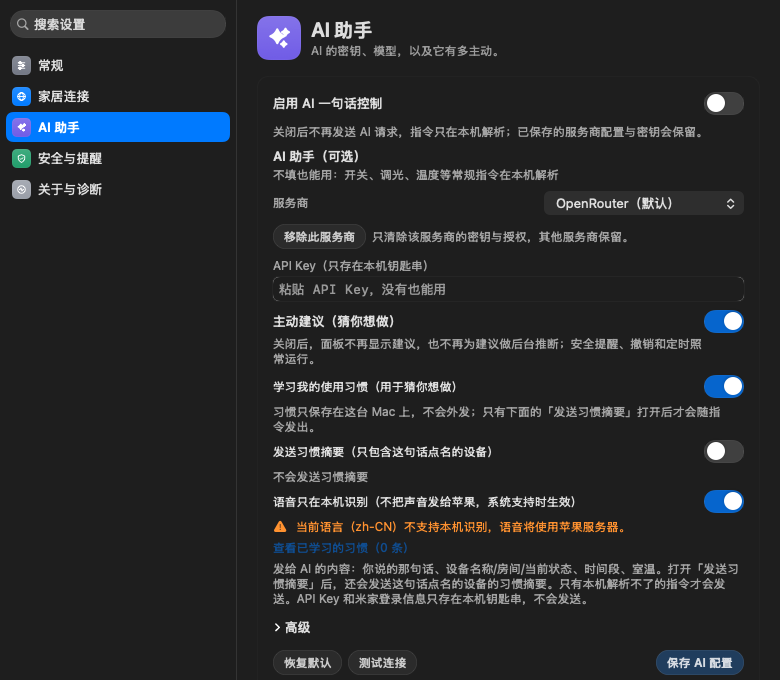 搜索设置
常规
家居连接
AI 助手
安全与提醒
关于与诊断
AI 助手
AI 的密钥、模型，以及它有多主动。
启用 AI 一句话控制
关闭后不再发送 AI 请求，指令只在本机解析；已保存的服务商配置与密钥会保留。
AI 助手（可选）
不填也能用：开关、调光、温度等常规指令在本机解析
服务商
OpenRouter（默认）
移除此服务商
只清除该服务商的密钥与授权，其他服务商保留。
API Key（只存在本机钥匙串）
粘贴 API Key，没有也能用
主动建议（猜你想做）
关闭后，面板不再显示建议，也不再为建议做后台推断；安全提醒、撤销和定时照
常运行。
学习我的使用习惯（用于猜你想做）
习惯只保存在这台 Mac 上，不会外发；只有下面的「发送习惯摘要」打开后才会随指
令发出。
发送习惯摘要（只包含这句话点名的设备）
不会发送习惯摘要
语音只在本机识别（不把声音发给苹果，系统支持时生效）
当前语言（zh-CN）不支持本机识别，语音将使用苹果服务器。
查看已学习的习惯（0 条）
发给 AI 的内容：你说的那句话、设备名称/房间/当前状态、时间段、室温。打开「发送习
惯摘要」后，还会发送这句话点名的设备的习惯摘要。只有本机解析不了的指令才会发
送。API Key 和米家登录信息只存在本机钥匙串，不会发送。
高级
恢复默认
测试连接
保存 AI 配置